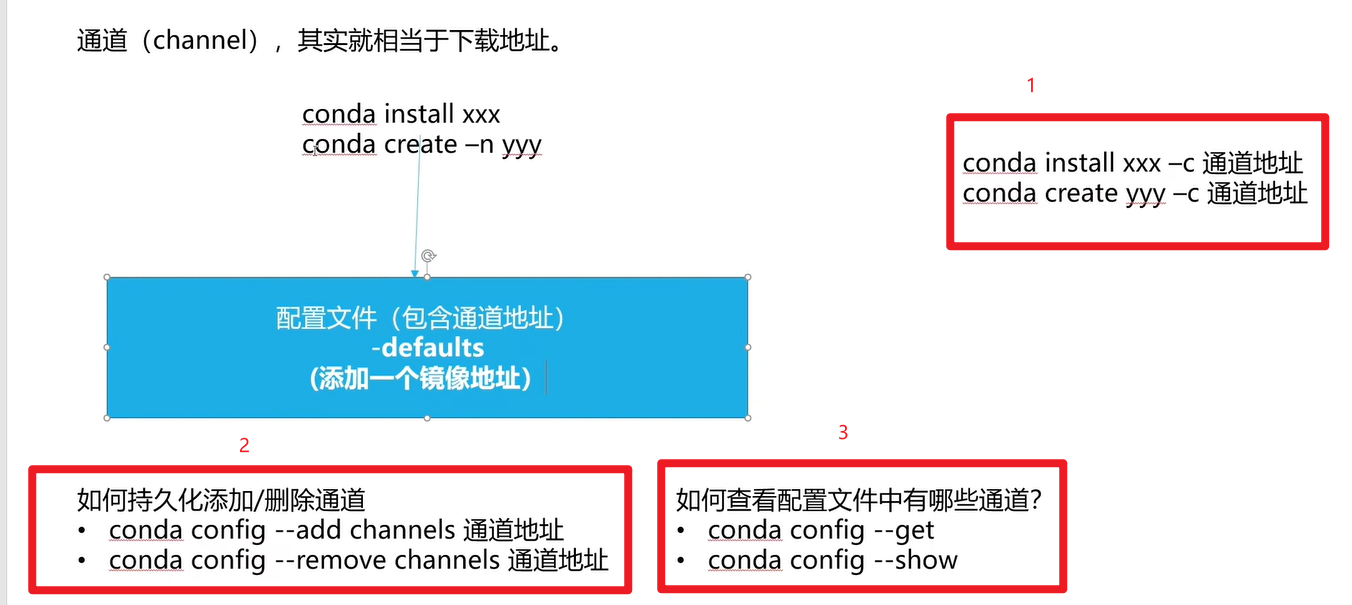 通道（channel），其实就相当于下载地址。
conda install xxx
conda create –n yyy
1
conda install xxx –c 通道地址
conda create yyy –c 通道地址
配置文件（包含通道地址）
-defaults
(添加一个镜像地址）
2
如何持久化添加/删除通道
• conda config --add channels 通道地址
• conda config --remove channels 通道地址
3
如何查看配置文件中有哪些通道？
• conda config --get
• conda config --show